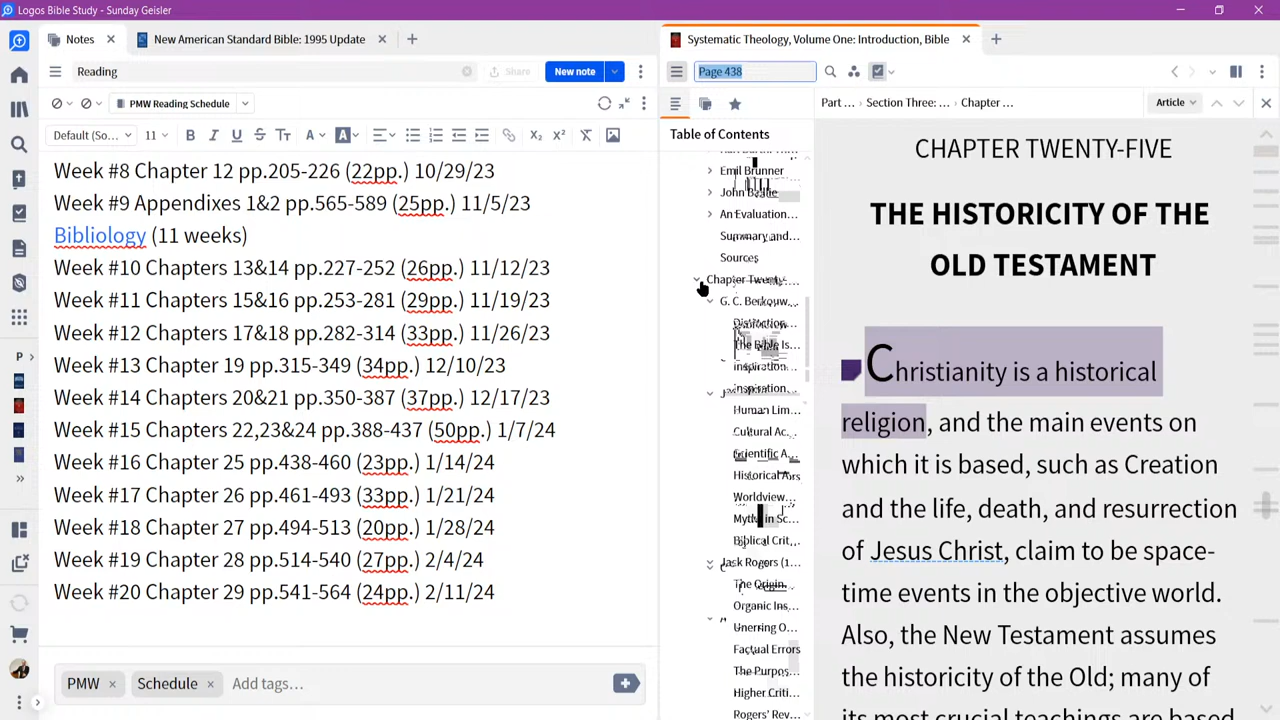 Logos Bible Study - Sunday Geisler
Notes
New American Standard Bible: 1995 Update
Reading
Share
New note
PMW Reading Schedule
Default (So...
11
Week #8 Chapter 12 pp.205-226 (22pp.) 10/29/23
Week #9 Appendixes 1&2 pp.565-589 (25pp.) 11/5/23
Bibliology (11 weeks)
Week #10 Chapters 13&14 pp.227-252 (26pp.) 11/12/23
Week #11 Chapters 15&16 pp.253-281 (29pp.) 11/19/23
Week #12 Chapters 17&18 pp.282-314 (33pp.) 11/26/23
Week #13 Chapter 19 pp.315-349 (34pp.) 12/10/23
Week #14 Chapters 20&21 pp.350-387 (37pp.) 12/17/23
Week #15 Chapters 22,23&24 pp.388-437 (50pp.) 1/7/24
Week #16 Chapter 25 pp.438-460 (23pp.) 1/14/24
Week #17 Chapter 26 pp.461-493 (33pp.) 1/21/24
Week #18 Chapter 27 pp.494-513 (20pp.) 1/28/24
Week #19 Chapter 28 pp.514-540 (27pp.) 2/4/24
Week #20 Chapter 29 pp.541-564 (24pp.) 2/11/24
PMW
Schedule
Add tags...
Systematic Theology, Volume One: Introduction, Bible
Page 438
Part ...
Section Three: ...
Chapter ...
Article
Table of Contents
Emil Brunner
John Baillie
An Evaluation...
Summary and...
Sources
Chapter Twenty-...
G. C. Berkouw...
Distinction...
The Bible Is...
Inspiration...
Inspiration...
Human Lim...
Cultural Ac...
Scientific A...
Historical
Worldview...
Myth in Sc...
Biblical Crit...
Jack Rogers (1...
The Origin...
Organic Ins...
Unerring O...
Factual Errors
The Purpos...
Higher Criti...
Rogers' Rev...
CHAPTER TWENTY-FIVE
THE HISTORICITY OF THE
OLD TESTAMENT
Christianity is a historical
religion, and the main events on
which it is based, such as Creation
and the life, death, and resurrection
of Jesus Christ, claim to be space-
time events in the objective world.
Also, the New Testament assumes
the historicity of the Old; many of
its most crucial teachings are based